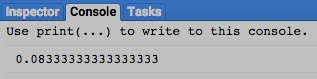 Inspector Console Tasks
Use print(...) to write to this console.
0.08333333333333333